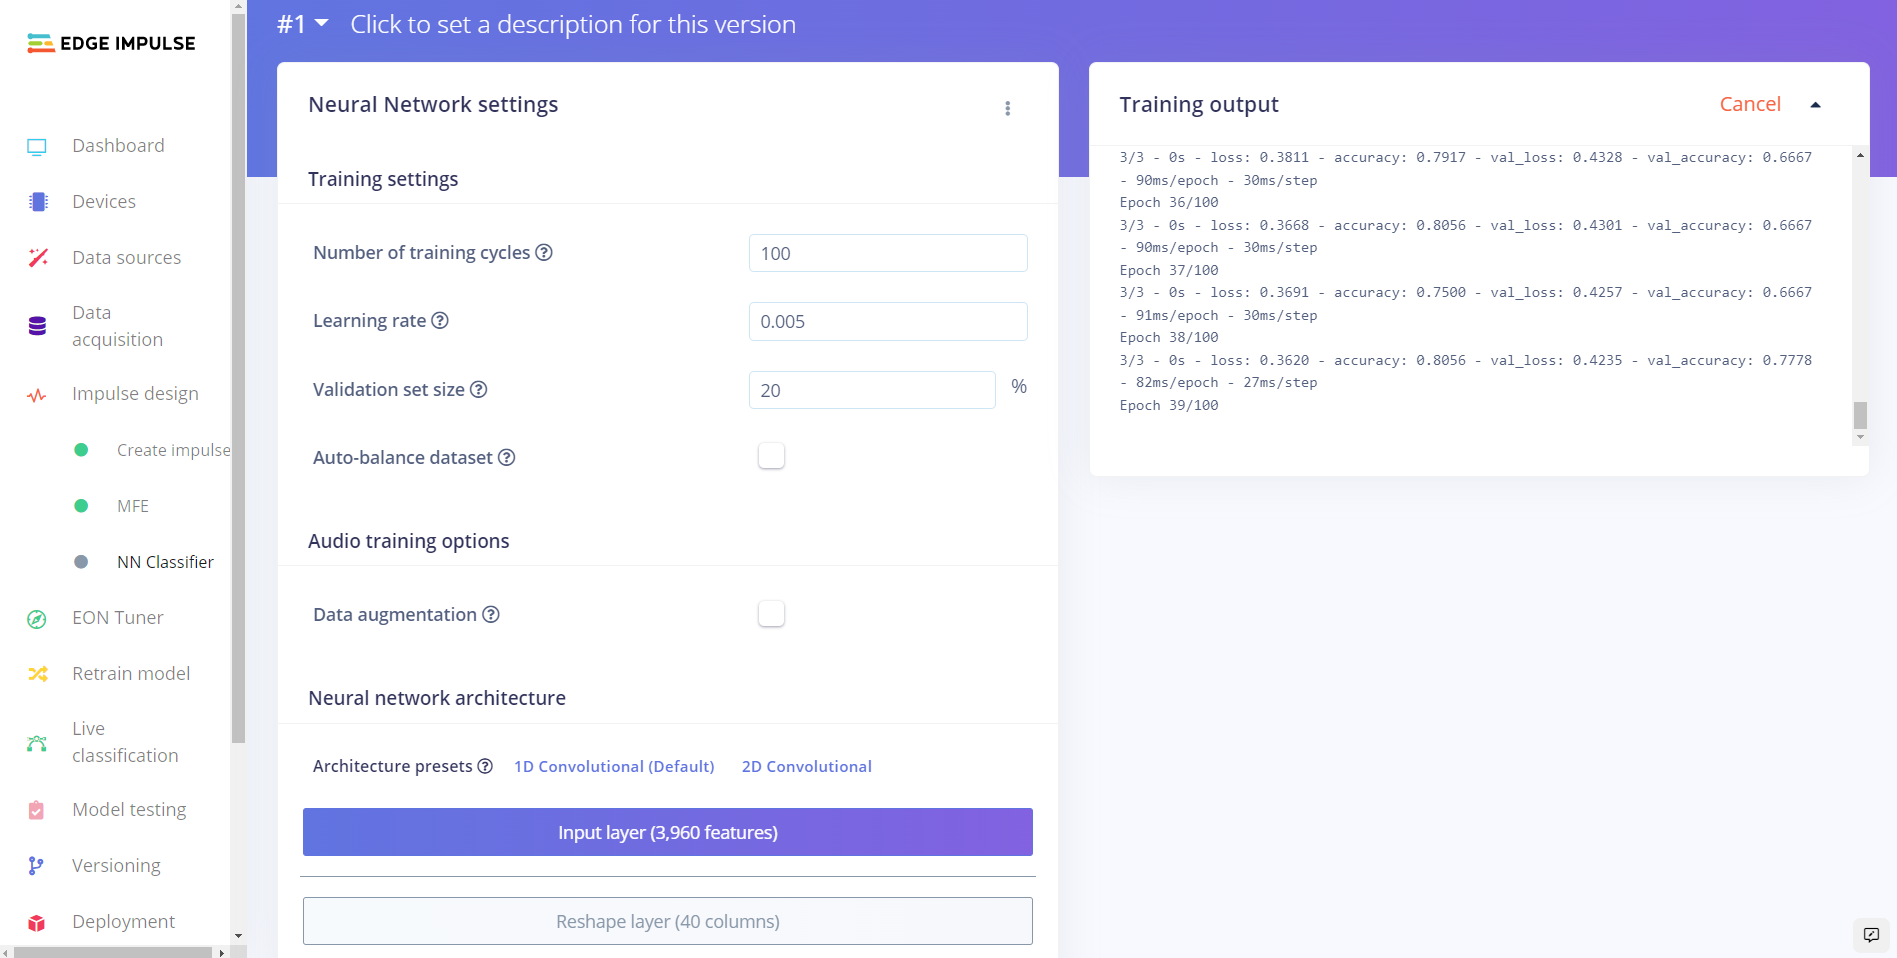 EDGE IMPULSE
Dashboard
Devices
Data sources
Data
acquisition
Impulse design
Create impulse
MFE
NN Classifier
EON Tuner
Retrain model
Live
classification
Model testing
Versioning
Deployment
#1 Click to set a description for this version
Neural Network settings
Training settings
Number of training cycles ? 100
Learning rate ? 0.005
Validation set size ? 20 %
Auto-balance dataset ?
Audio training options
Data augmentation ?
Neural network architecture
Architecture presets ? 1D Convolutional (Default) 2D Convolutional
Input layer (3,960 features)
Reshape layer (40 columns)
Training output Cancel
3/3 - 0s - loss: 0.3811 - accuracy: 0.7917 - val_loss: 0.4328 - val_accuracy: 0.6667
- 90ms/epoch - 30ms/step
Epoch 36/100
3/3 - 0s - loss: 0.3668 - accuracy: 0.8056 - val_loss: 0.4301 - val_accuracy: 0.6667
- 90ms/epoch - 30ms/step
Epoch 37/100
3/3 - 0s - loss: 0.3691 - accuracy: 0.7500 - val_loss: 0.4257 - val_accuracy: 0.6667
- 91ms/epoch - 30ms/step
Epoch 38/100
3/3 - 0s - loss: 0.3620 - accuracy: 0.8056 - val_loss: 0.4235 - val_accuracy: 0.7778
- 82ms/epoch - 27ms/step
Epoch 39/100